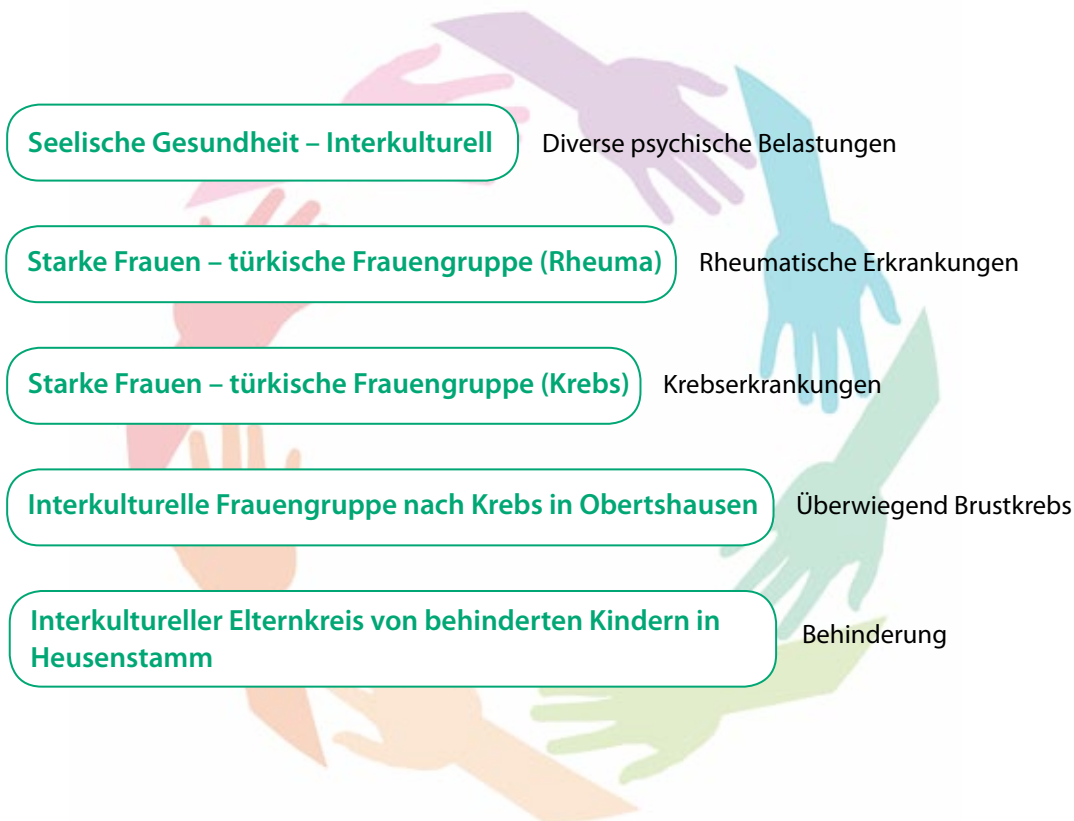 Seelische Gesundheit – Interkulturell Diverse psychische Belastungen
Starke Frauen – türkische Frauengruppe (Rheuma) Rheumatische Erkrankungen
Starke Frauen – türkische Frauengruppe (Krebs) Krebserkrankungen
Interkulturelle Frauengruppe nach Krebs in Obertshausen Überwiegend Brustkrebs
Interkultureller Elternkreis von behinderten Kindern in
Heusenstamm
Behinderung